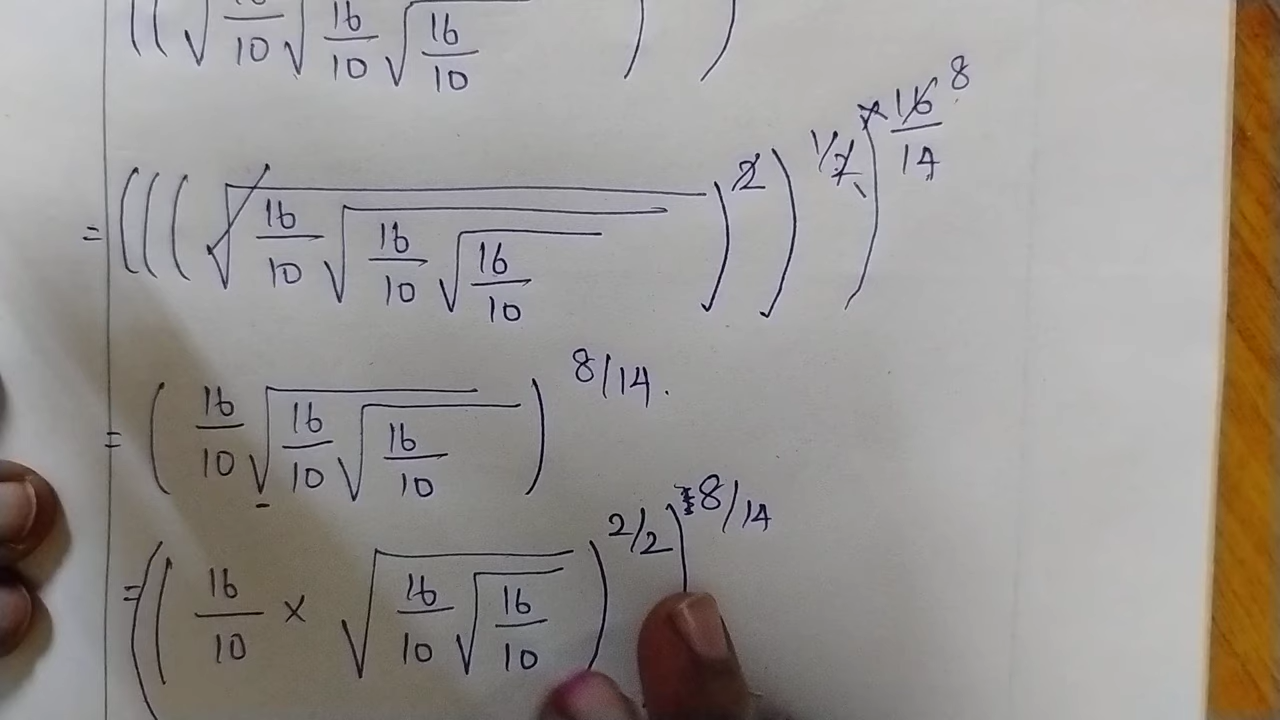 ((√16/10 √16/10 √16/10 ) )
= (((√16/10 √16/10 √16/10 )^2 )^1/2 )^×16/14 8
= ( 16/10 √16/10 √16/10 )^8/14.
= (( 16/10 × √16/10 √16/10 )^2/2 )^8/14